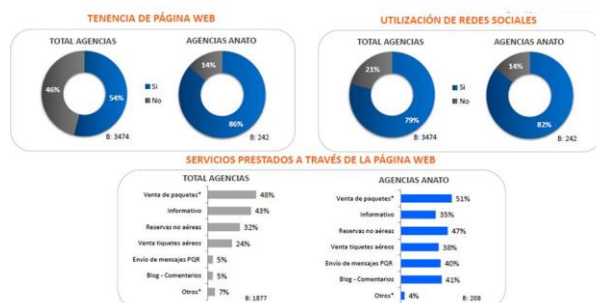 TENENCIA DE PÁGINA WEB
UTILIZACIÓN DE REDES SOCIALES
TOTAL AGENCIAS
AGENCIAS ANATO
TOTAL AGENCIAS
AGENCIAS ANATO
46%
54%
Si
No
14%
86%
21%
79%
Si
No
14%
82%
B: 3474
B: 242
B: 3474
B: 242
SERVICIOS PRESTADOS A TRAVÉS DE LA PÁGINA WEB
TOTAL AGENCIAS
Venta de paquetes* 48%
Informativo 43%
Reservas no aéreas 32%
Venta tiquetes aéreos 24%
Envío de mensajes PQR 5%
Blog - Comentarios 5%
Otros* 7%
B: 1877
AGENCIAS ANATO
Venta de paquetes* 51%
Informativo 35%
Reservas no aéreas 47%
Venta tiquetes aéreos 38%
Envío de mensajes PQR 40%
Blog - Comentarios 41%
Otros* 4%
B: 208